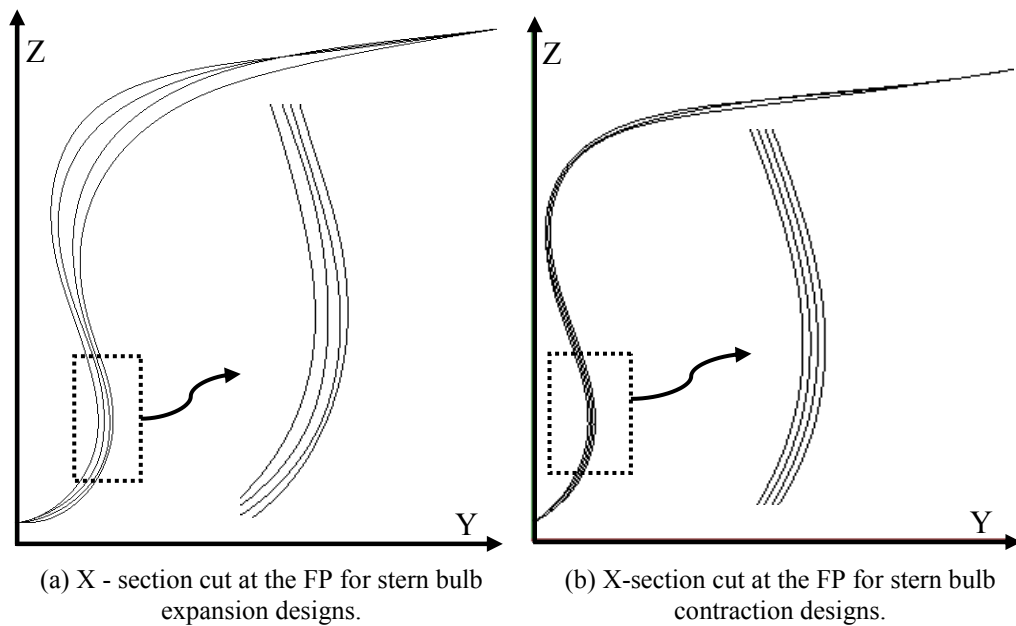 Z
Y
(a) X - section cut at the FP for stern bulb
expansion designs.
Z
Y
(b) X-section cut at the FP for stern bulb
contraction designs.